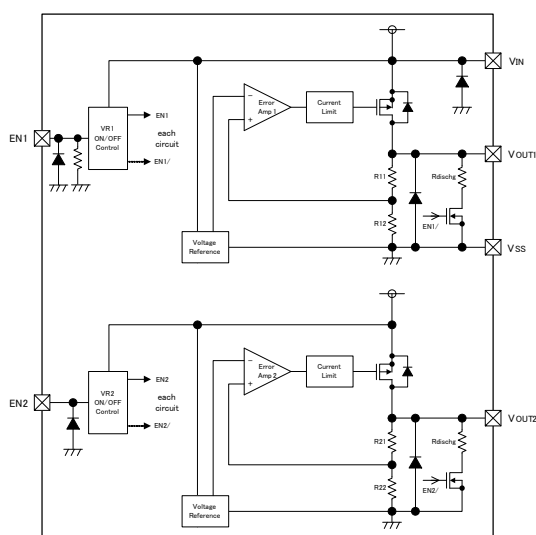 VIN
EN1
VR1
ON/OFF
Control
EN1
each
circuit
EN1/
−
+
Error
Amp 1
Current
Limit
VOUT1
R11
Rdischg
R12
EN1/
Voltage
Reference
VSS
EN2
VR2
ON/OFF
Control
EN2
each
circuit
EN2/
−
+
Error
Amp 2
Current
Limit
VOUT2
R21
Rdischg
R22
EN2/
Voltage
Reference